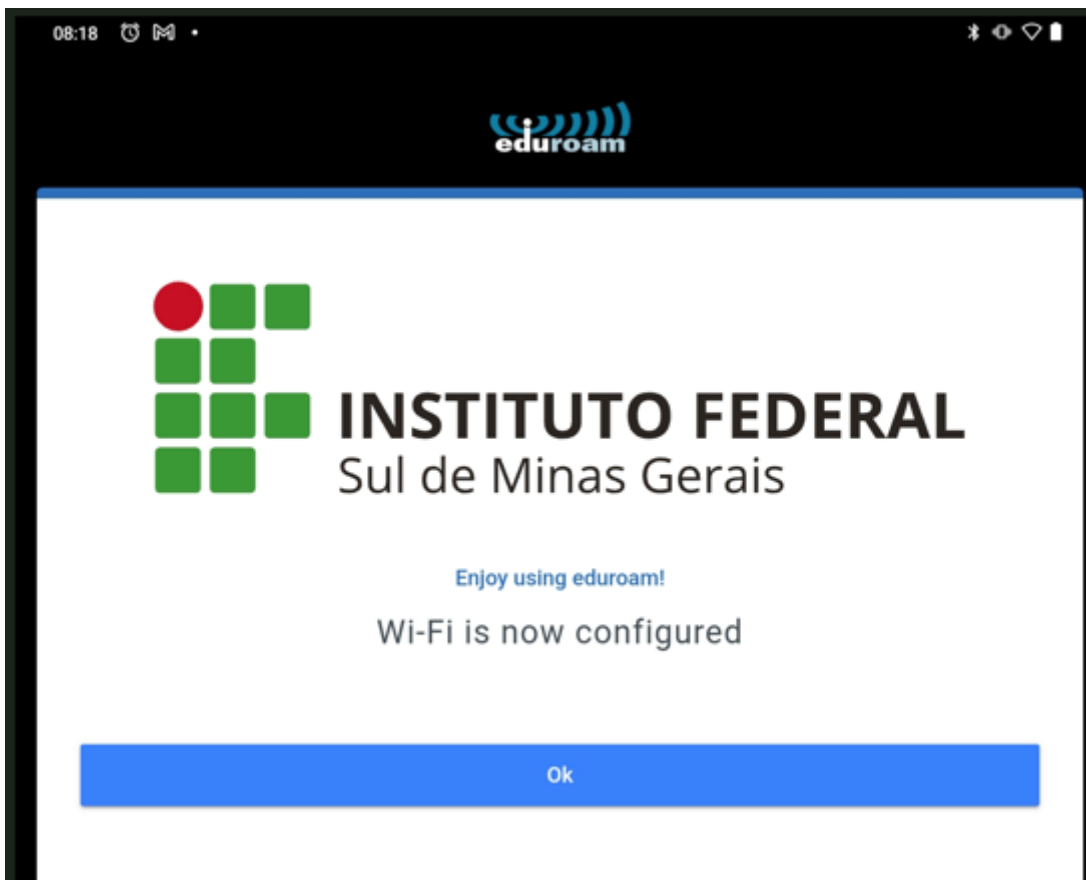 08:18
eduroam
INSTITUTO FEDERAL
Sul de Minas Gerais
Enjoy using eduroam!
Wi-Fi is now configured
Ok